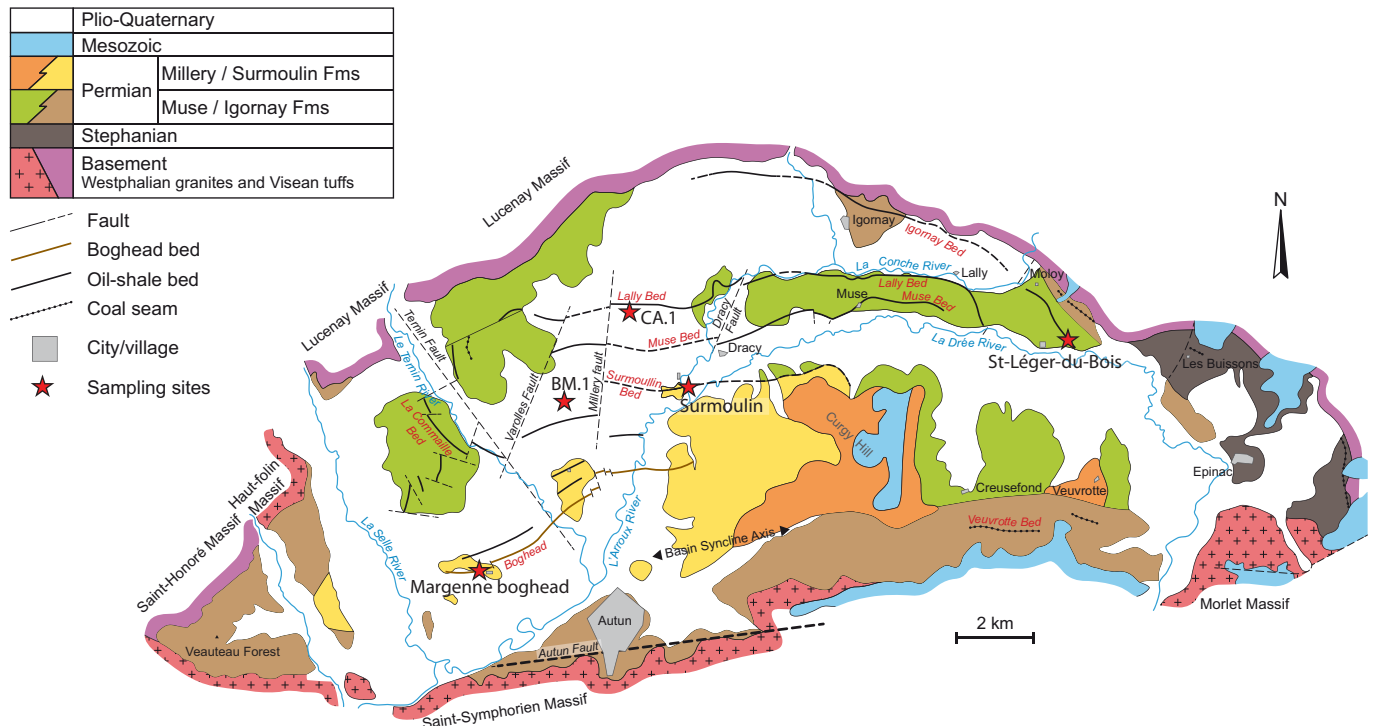 Plio-Quaternary
Mesozoic
Permian
Millery / Surmoulin Fms
Muse / Igornay Fms
Stephanian
Basement
Westphalian granites and Visean tuffs
Fault
Boghead bed
Oil-shale bed
Coal seam
City/village
Sampling sites
Lucenay Massif
Igornay
Igornay Bed
N
La Conche River
Lally
Moloy
Lucenay Massif
Ternin Fault
Le Ternin River
Lally Bed
CA.1
Dracy
Fault
Muse
Lally Bed
Muse Bed
Muse Bed
Dracy
La Drée River
St-Léger-du-Bois
Les Buissons
BM.1
Varolles Fault
Millery fault
Surmoullin
Bed
Surmoulin
La Commaille
Bed
Curgy Hill
Epinac
Haut-folin
Massif
Saint-Honoré Massif
La Selle River
L'Arroux River
Creusefond
Veuvrotte
Veuvrotte Bed
Basin Syncline Axis
Boghead
Margenne boghead
Morlet Massif
Autun
2 km
Veauteau Forest
Autun Fault
Saint-Symphorien Massif